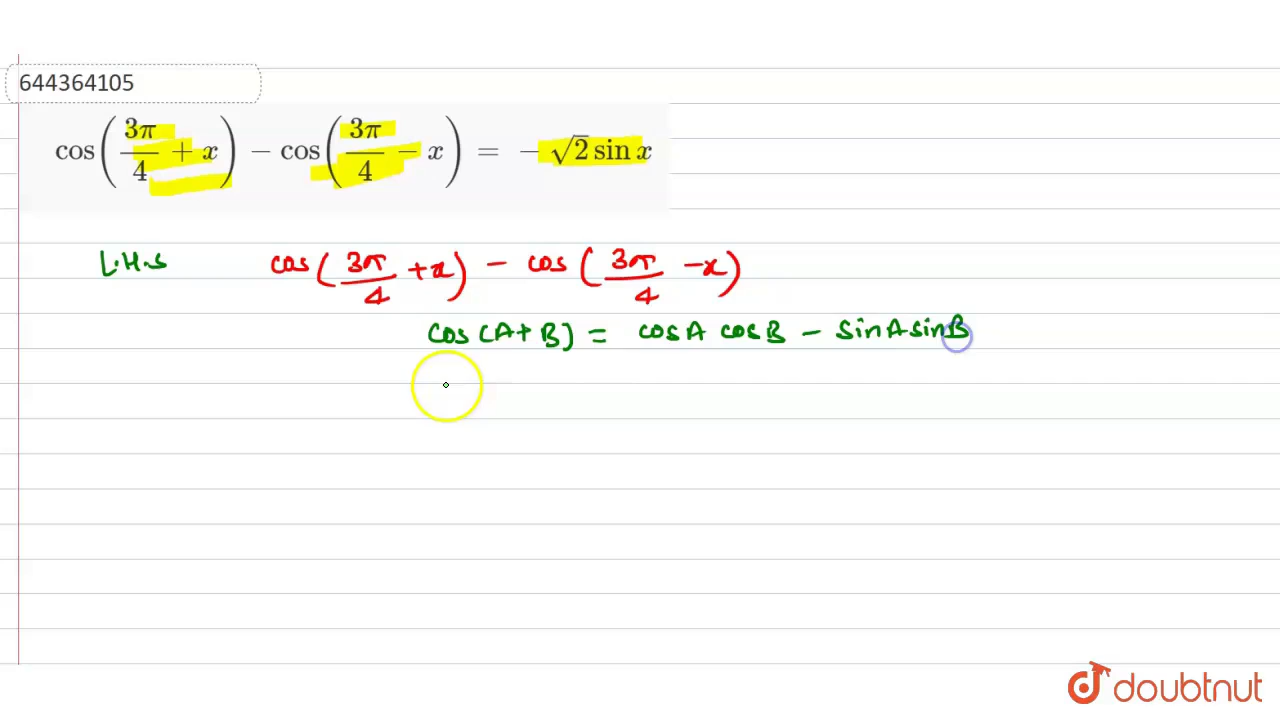 644364105
cos(3π/4 + x) − cos(3π/4 − x) = −√2 sin x
L.H.S cos(3π/4 + x) − cos(3π/4 − x)
cos(A+B) = cosA cosB − sinA sinB
doubtnut